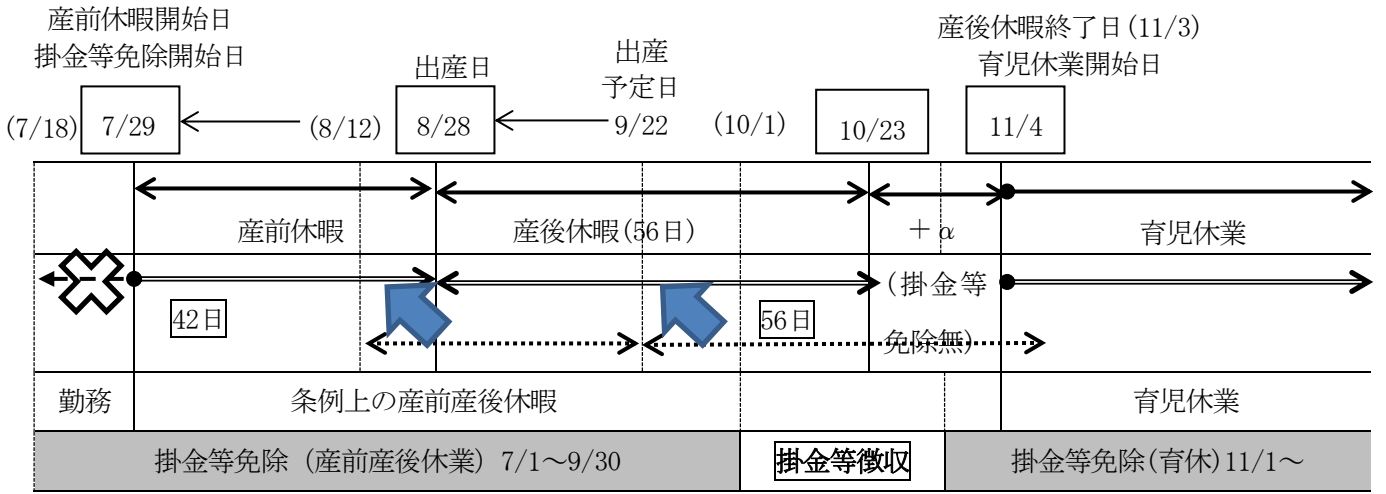 産前休暇開始日
掛金等免除開始日
出産日
出産
予定日
産後休暇終了日(11/3)
育児休業開始日
(7/18)
7/29
(8/12)
8/28
9/22
(10/1)
10/23
11/4
産前休暇
産後休暇(56日)
＋α
育児休業
42日
56日
(掛金等
免除無)
勤務
条例上の産前産後休暇
育児休業
掛金等免除（産前産後休業）7/1～9/30
掛金等徴収
掛金等免除(育休)11/1～